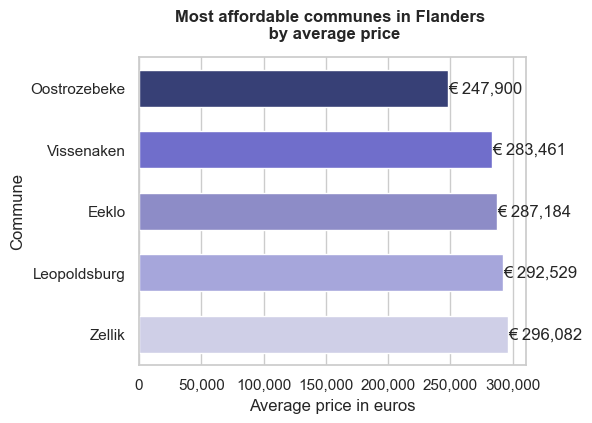 Most affordable communes in Flanders
by average price
Commune
Oostrozebeke € 247,900
Vissenaken € 283,461
Eeklo € 287,184
Leopoldsburg € 292,529
Zellik € 296,082
0 50,000 100,000 150,000 200,000 250,000 300,000
Average price in euros